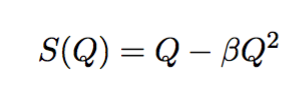 S(Q) = Q − βQ²